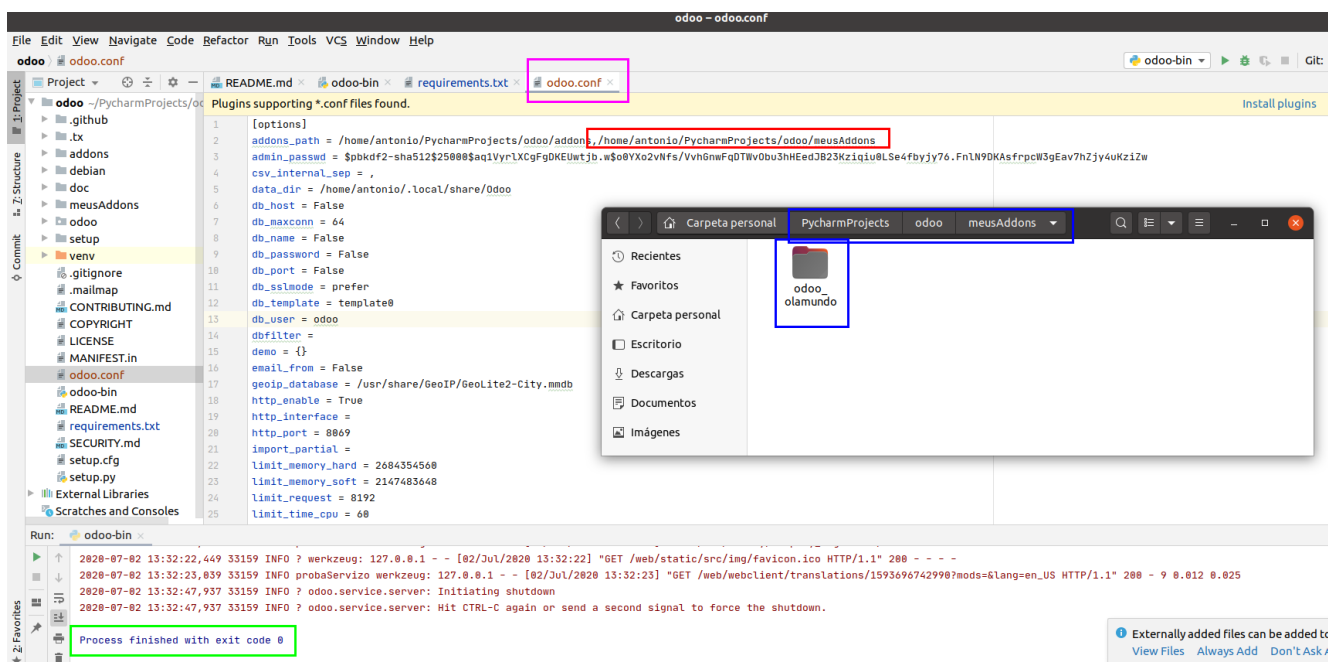 odoo – odoo.conf
File Edit View Navigate Code Refactor Run Tools VCS Window Help
odoo odoo.conf
odoo-bin
Git:
Project
README.md odoo-bin requirements.txt odoo.conf
1: Project
Z: Structure
Commit
2: Favorites
odoo ~/PycharmProjects/oc
.github
.tx
addons
debian
doc
meusAddons
odoo
setup
venv
.gitignore
.mailmap
CONTRIBUTING.md
COPYRIGHT
LICENSE
MANIFEST.in
odoo.conf
odoo-bin
README.md
requirements.txt
SECURITY.md
setup.cfg
setup.py
External Libraries
Scratches and Consoles
Plugins supporting *.conf files found.
Install plugins
1 [options]
2 addons_path = /home/antonio/PycharmProjects/odoo/addons,/home/antonio/PycharmProjects/odoo/meusAddons
3 admin_passwd =
4 csv_internal_sep = ,
5 data_dir = /home/antonio/.local/share/Odoo
6 db_host = False
7 db_maxconn = 64
8 db_name = False
9 db_password = False
10 db_port = False
11 db_sslmode = prefer
12 db_template = template0
13 db_user = odoo
14 dbfilter =
15 demo = {}
16 email_from = False
17 geoip_database = /usr/share/GeoIP/GeoLite2-City.mmdb
18 http_enable = True
19 http_interface =
20 http_port = 8069
21 import_partial =
22 limit_memory_hard = 2684354560
23 limit_memory_soft = 2147483648
24 limit_request = 8192
25 limit_time_cpu = 60
Carpeta personal PycharmProjects odoo meusAddons
Recientes
Favoritos
Carpeta personal
Escritorio
Descargas
Documentos
Imágenes
odoo_
olamundo
Run: odoo-bin
2020-07-02 13:32:22,449 33159 INFO ? werkzeug: 127.0.0.1 - - [02/Jul/2020 13:32:22] "GET /web/static/src/img/favicon.ico HTTP/1.1" 200 - - - -
2020-07-02 13:32:23,039 33159 INFO probaServizo werkzeug: 127.0.0.1 - - [02/Jul/2020 13:32:23] "GET /web/webclient/translations/1593696742990?mods=&lang=en_US HTTP/1.1" 200 - 9 0.012 0.025
2020-07-02 13:32:47,937 33159 INFO ? odoo.service.server: Initiating shutdown
2020-07-02 13:32:47,937 33159 INFO ? odoo.service.server: Hit CTRL-C again or send a second signal to force the shutdown.
Process finished with exit code 0
Externally added files can be added to
View Files Always Add Don't Ask A